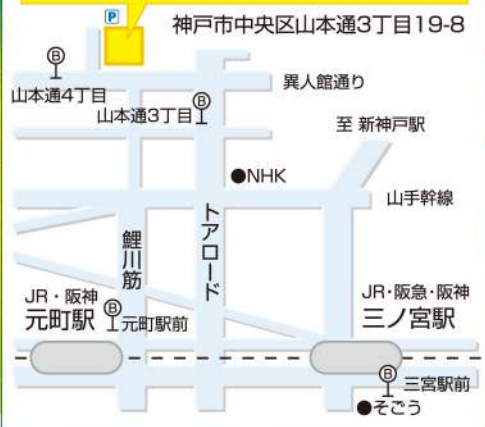 神戸市中央区山本通3丁目19-8
P
B
山本通4丁目
異人館通り
B
山本通3丁目
至 新神戸駅
●NHK
山手幹線
鯉川筋
トアロード
JR・阪神
元町駅
B
元町駅前
JR・阪急・阪神
三ノ宮駅
B
三宮駅前
●そごう